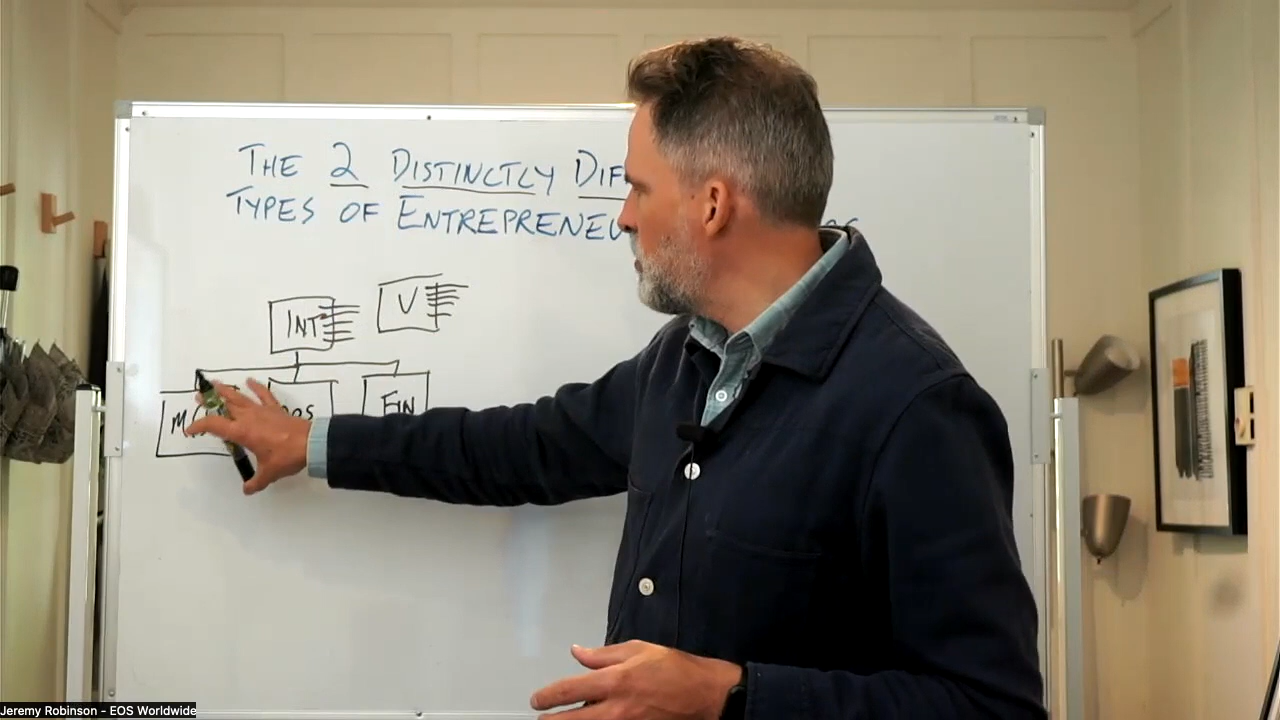 THE 2 DISTINCTLY DIF
TYPES OF ENTREPRENEU
INT
V
FIN
Jeremy Robinson - EOS Worldwide